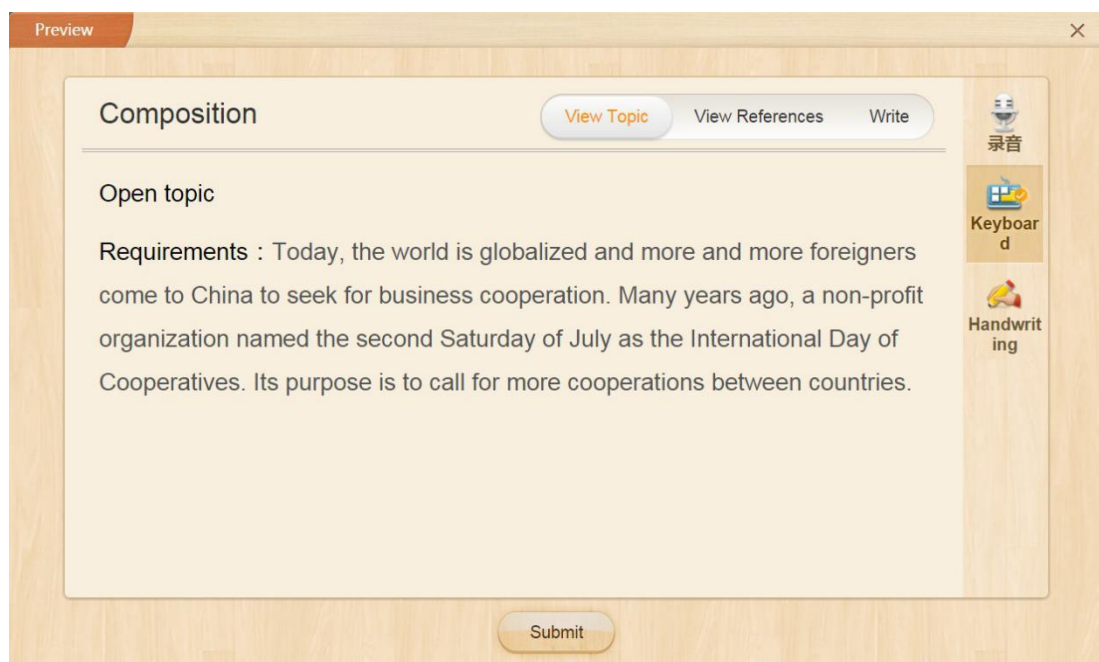 Preview
Composition
View Topic View References Write
录音
Open topic
Keyboar
d
Requirements：Today, the world is globalized and more and more foreigners
come to China to seek for business cooperation. Many years ago, a non-profit
organization named the second Saturday of July as the International Day of
Handwrit
ing
Cooperatives. Its purpose is to call for more cooperations between countries.
Submit